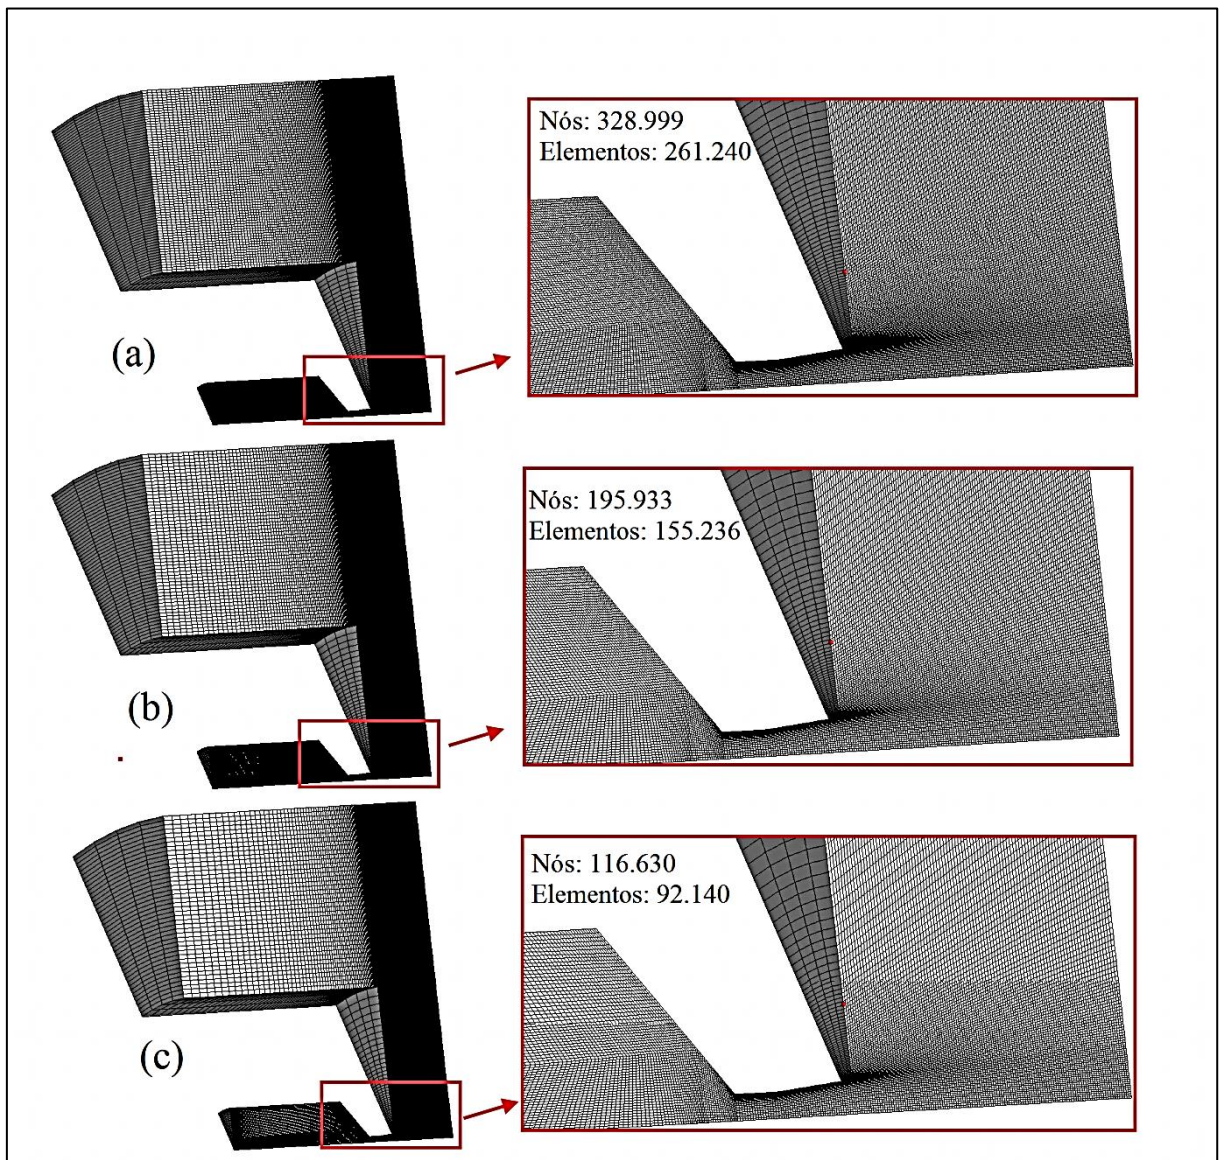 Nós: 328.999
Elementos: 261.240
(a)
Nós: 195.933
Elementos: 155.236
(b)
Nós: 116.630
Elementos: 92.140
(c)